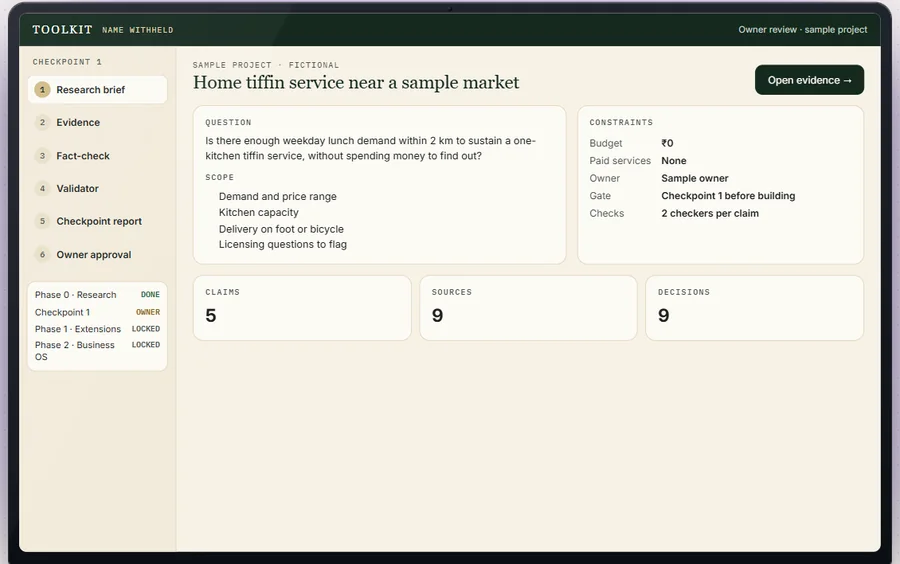 TOOLKIT NAME WITHHELD
Owner review · sample project
CHECKPOINT 1
1 Research brief
2 Evidence
3 Fact-check
4 Validator
5 Checkpoint report
6 Owner approval
Phase 0 · Research DONE
Checkpoint 1 OWNER
Phase 1 · Extensions LOCKED
Phase 2 · Business LOCKED
OS
SAMPLE PROJECT · FICTIONAL
Home tiffin service near a sample market
Open evidence →
QUESTION
Is there enough weekday lunch demand within 2 km to sustain a one-
kitchen tiffin service, without spending money to find out?
SCOPE
Demand and price range
Kitchen capacity
Delivery on foot or bicycle
Licensing questions to flag
CONSTRAINTS
Budget ₹0
Paid services None
Owner Sample owner
Gate Checkpoint 1 before building
Checks 2 checkers per claim
CLAIMS
5
SOURCES
9
DECISIONS
9